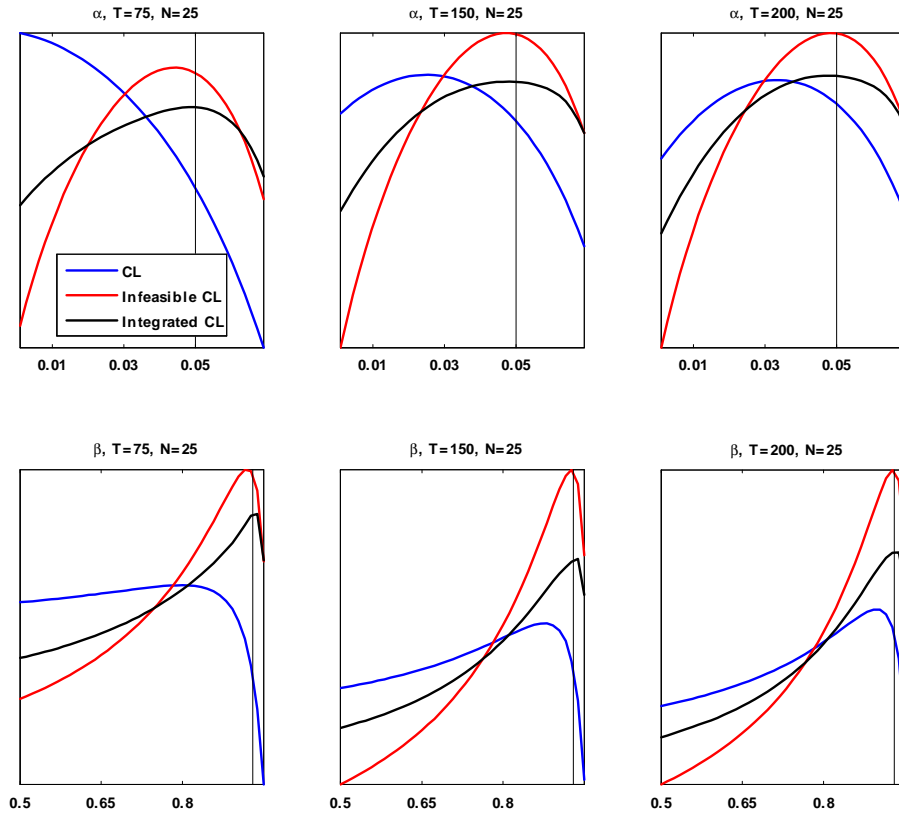 α, T=75, N=25
α, T=150, N=25
α, T=200, N=25
CL
Infeasible CL
Integrated CL
0.01 0.03 0.05
0.01 0.03 0.05
0.01 0.03 0.05
β, T=75, N=25
β, T=150, N=25
β, T=200, N=25
0.5 0.65 0.8
0.5 0.65 0.8
0.5 0.65 0.8